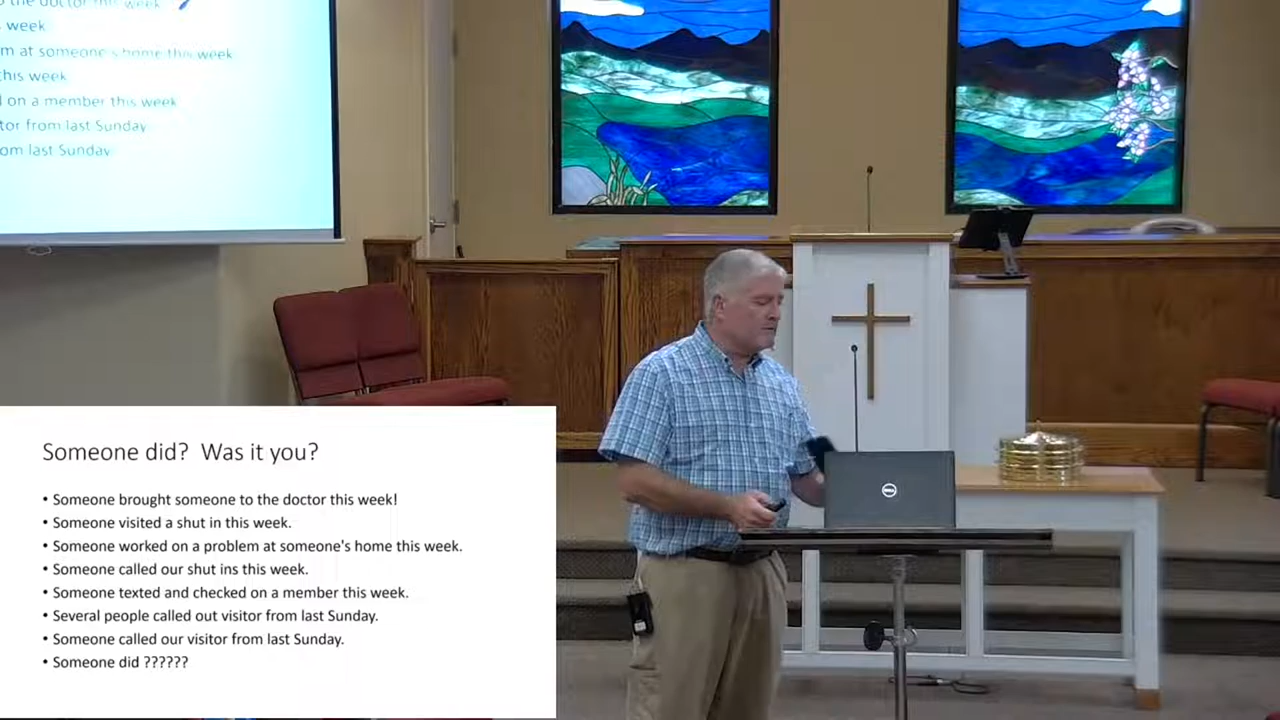 the doctor this week
week
m at someone's home this week
this week
on a member this week
tor from last Sunday
om last Sunday
DELL
Someone did? Was it you?
• Someone brought someone to the doctor this week!
• Someone visited a shut in this week.
• Someone worked on a problem at someone's home this week.
• Someone called our shut ins this week.
• Someone texted and checked on a member this week.
• Several people called out visitor from last Sunday.
• Someone called our visitor from last Sunday.
• Someone did ??????